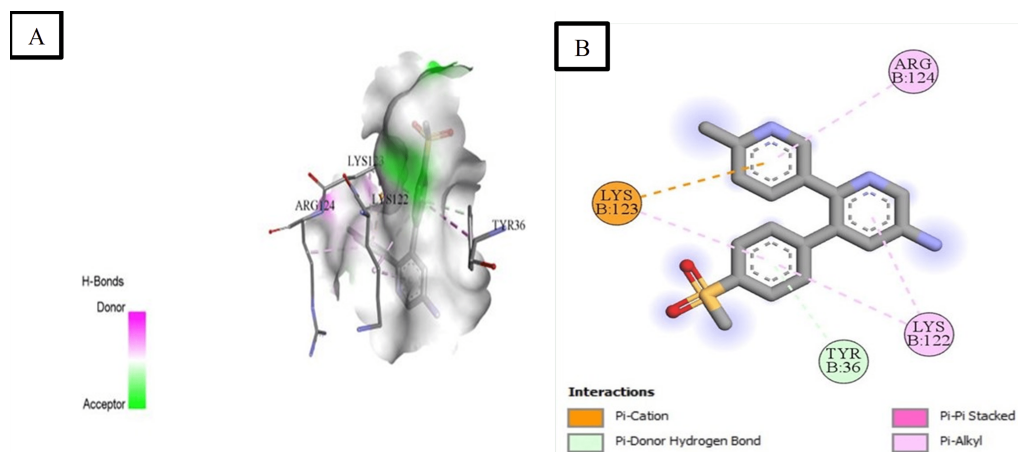 A
LYS123
LYS122
ARG124
TYR36
H-Bonds
Donor
Acceptor
B
ARG
B:124
LYS
B:123
LYS
B:122
TYR
B:36
Interactions
Pi-Cation
Pi-Donor Hydrogen Bond
Pi-Pi Stacked
Pi-Alkyl